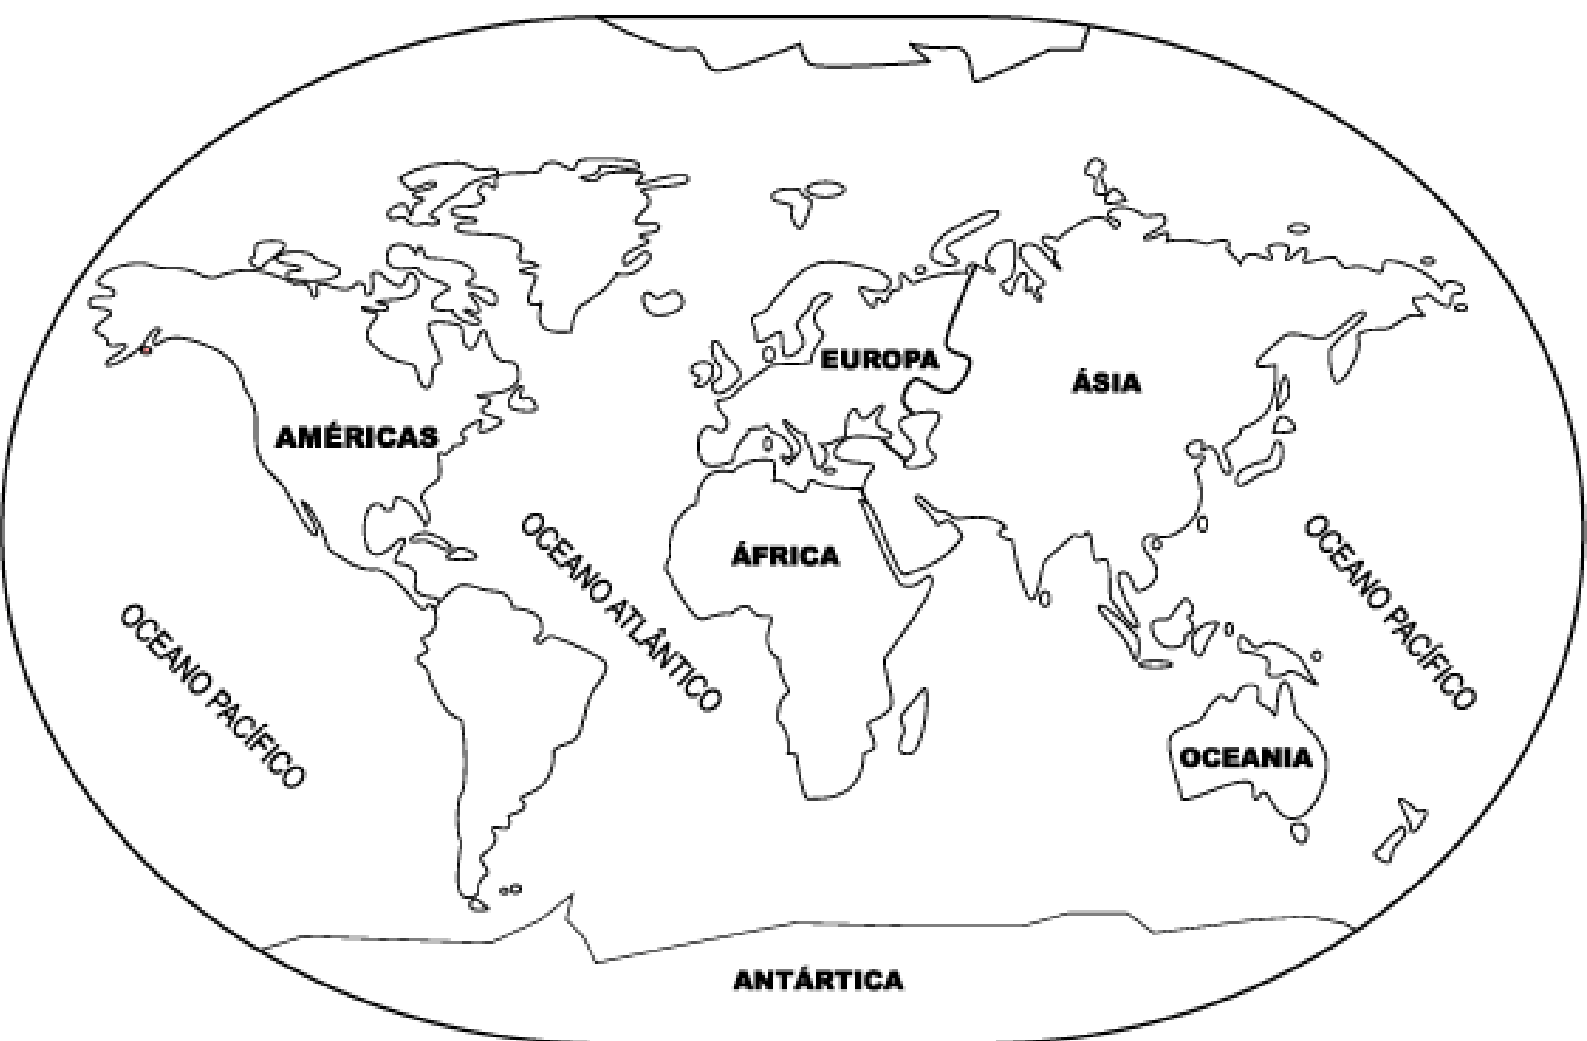 EUROPA
ÁSIA
AMÉRICAS
ÁFRICA
OCEANO ATLÂNTICO
OCEANO PACÍFICO
OCEANO PACÍFICO
OCEANIA
ANTÁRTICA